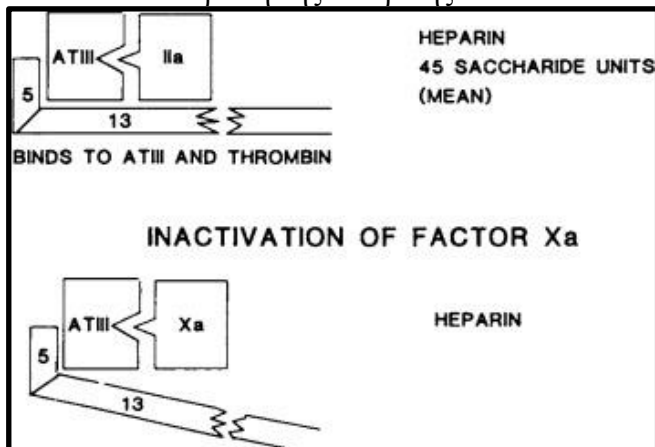 ATIII IIa
HEPARIN
45 SACCHARIDE UNITS
(MEAN)
5
13
BINDS TO ATIII AND THROMBIN
INACTIVATION OF FACTOR Xa
ATIII Xa
HEPARIN
5
13